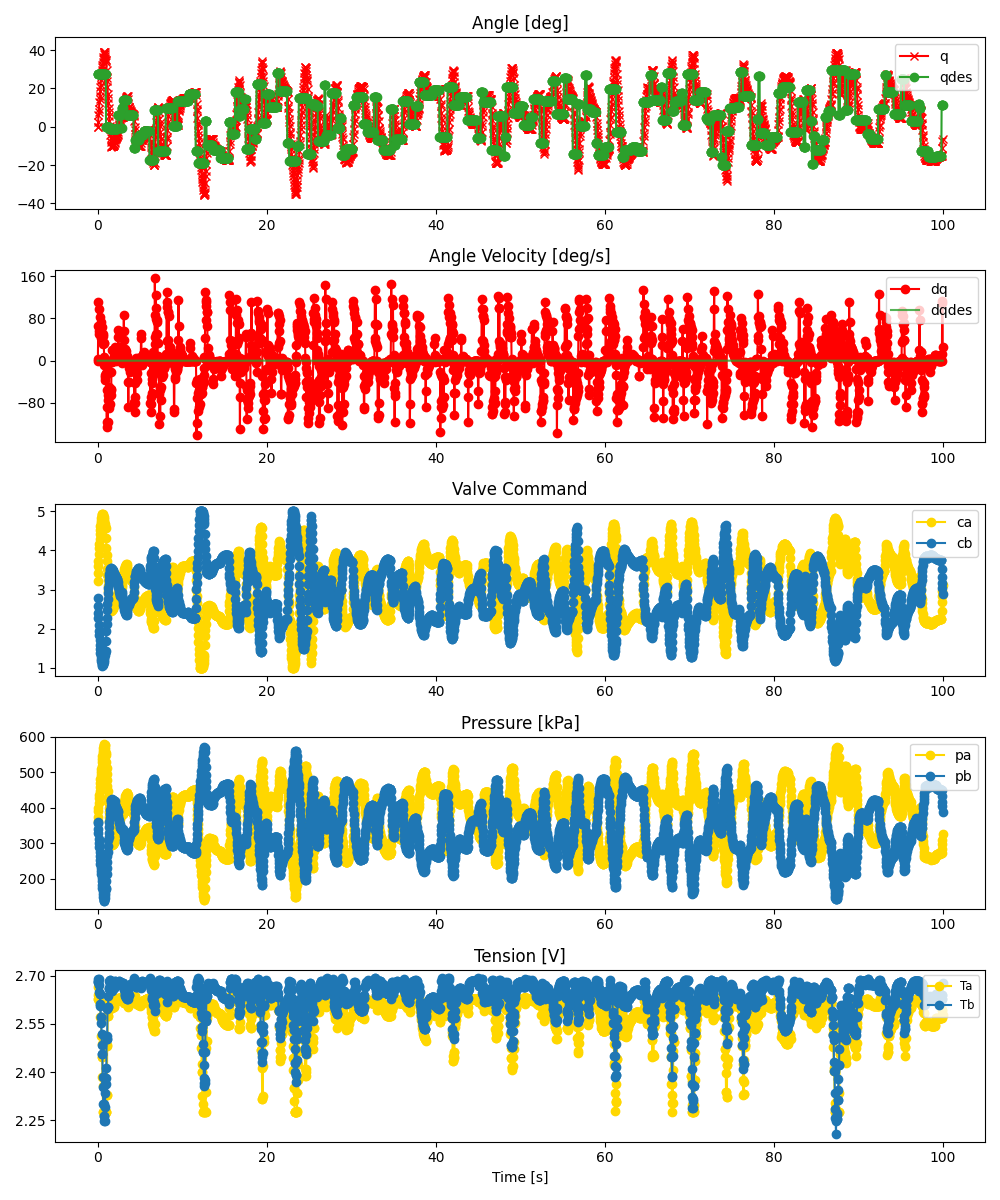 Angle [deg]
40
20
0
−20
−40
q
qdes
0 20 40 60 80 100
Angle Velocity [deg/s]
160
80
0
−80
dq
dqdes
0 20 40 60 80 100
Valve Command
5
4
3
2
1
ca
cb
0 20 40 60 80 100
Pressure [kPa]
600
500
400
300
200
pa
pb
0 20 40 60 80 100
Tension [V]
2.70
2.55
2.40
2.25
Ta
Tb
0 20 40 60 80 100
Time [s]